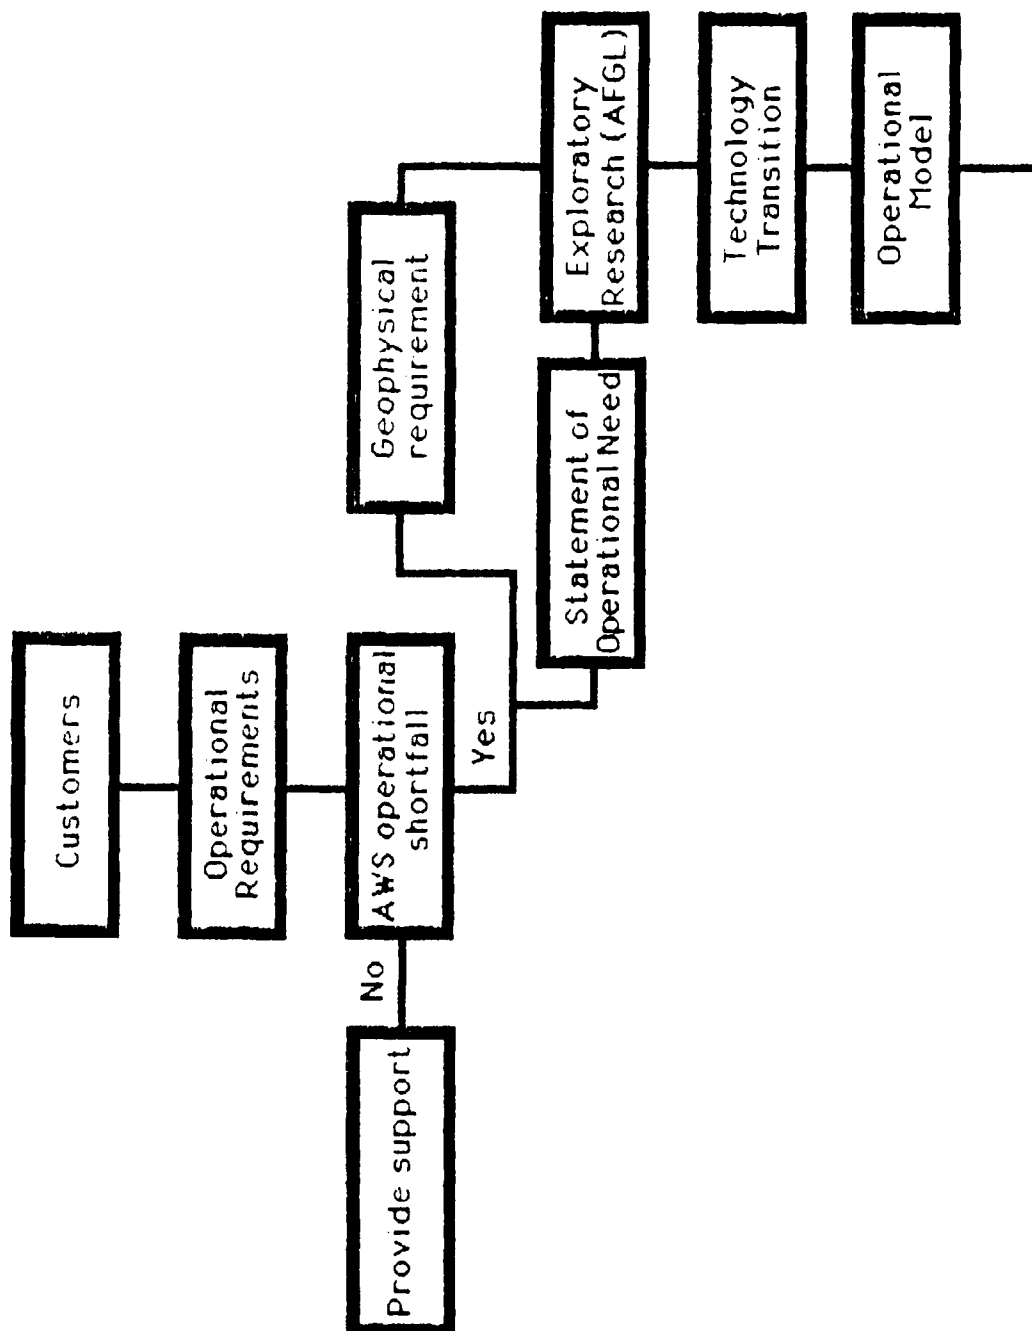 Customers
Operational
Requirements
AWS operational
shortfall
No
Yes
Provide support
Geophysical
requirement
Statement of
Operational Need
Exploratory
Research (AFGL)
Technology
Transition
Operational
Model